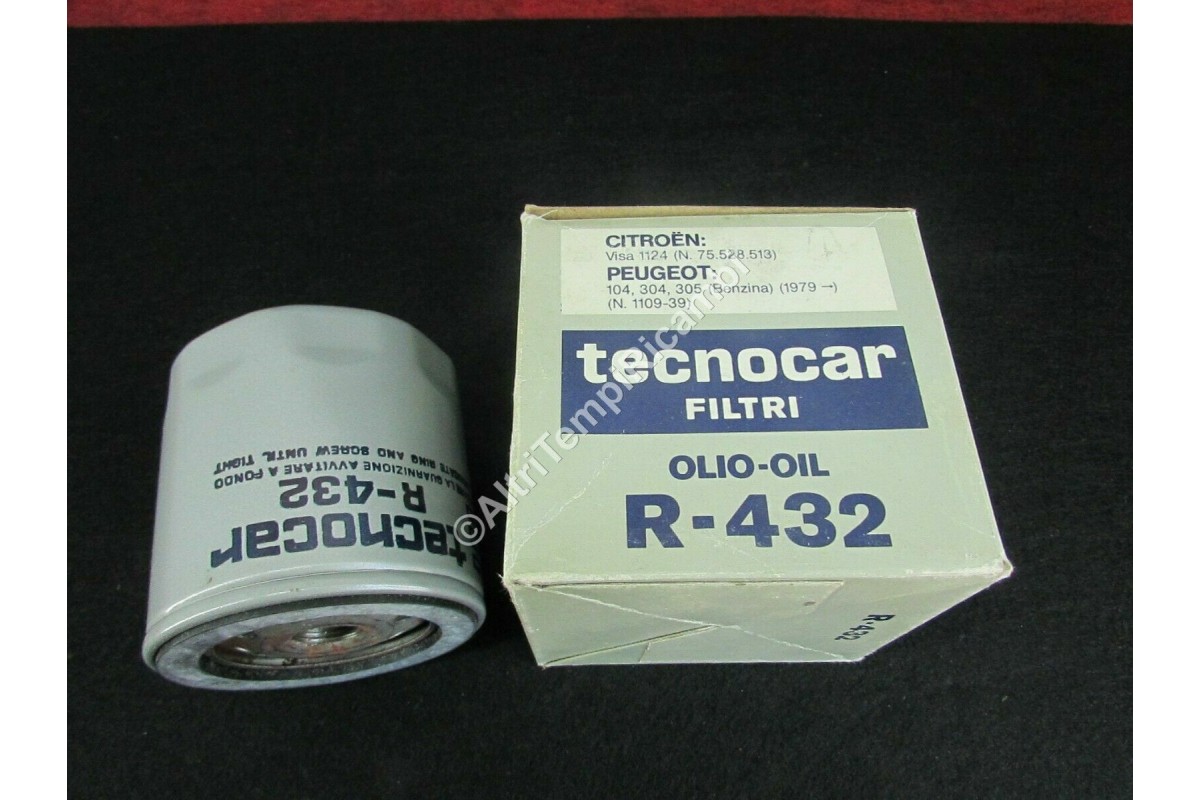 CITROËN:
Visa 1124 (N. 75.528.513)
PEUGEOT:
104, 304, 305, (Benzina) (1979 →)
(N. 1109-39)
tecnocar
FILTRI
OLIO-OIL
R-432
R-432
tecnocar
R-432
LA GUARNIZIONE AVVITARE A FONDO
RING AND SCREW UNTIL TIGHT
©AltriTempiRicambi